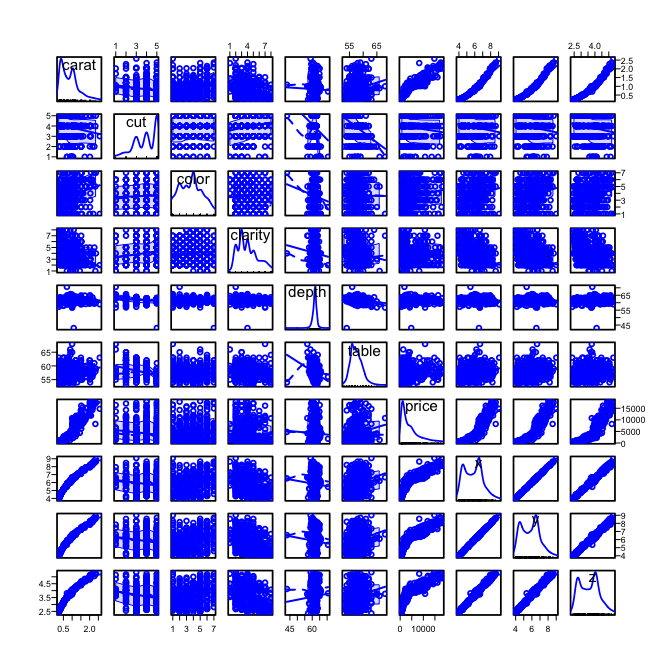 1 3 5 1 3 5 7 55 65 4 6 8 2.5 4.0
carat
0.5 1.0 1.5 2.0 2.5
cut
1 2 3 4 5
color
1 3 5 7
clarity
1 3 5 7
depth
45 55 65
table
55 60 65
price
0 5000 10000 15000
x
4 5 6 7 8 9
y
4 5 6 7 8 9
z
2.5 3.5 4.5
0.5 2.0 1 3 5 7 45 60 0 10000 4 6 8